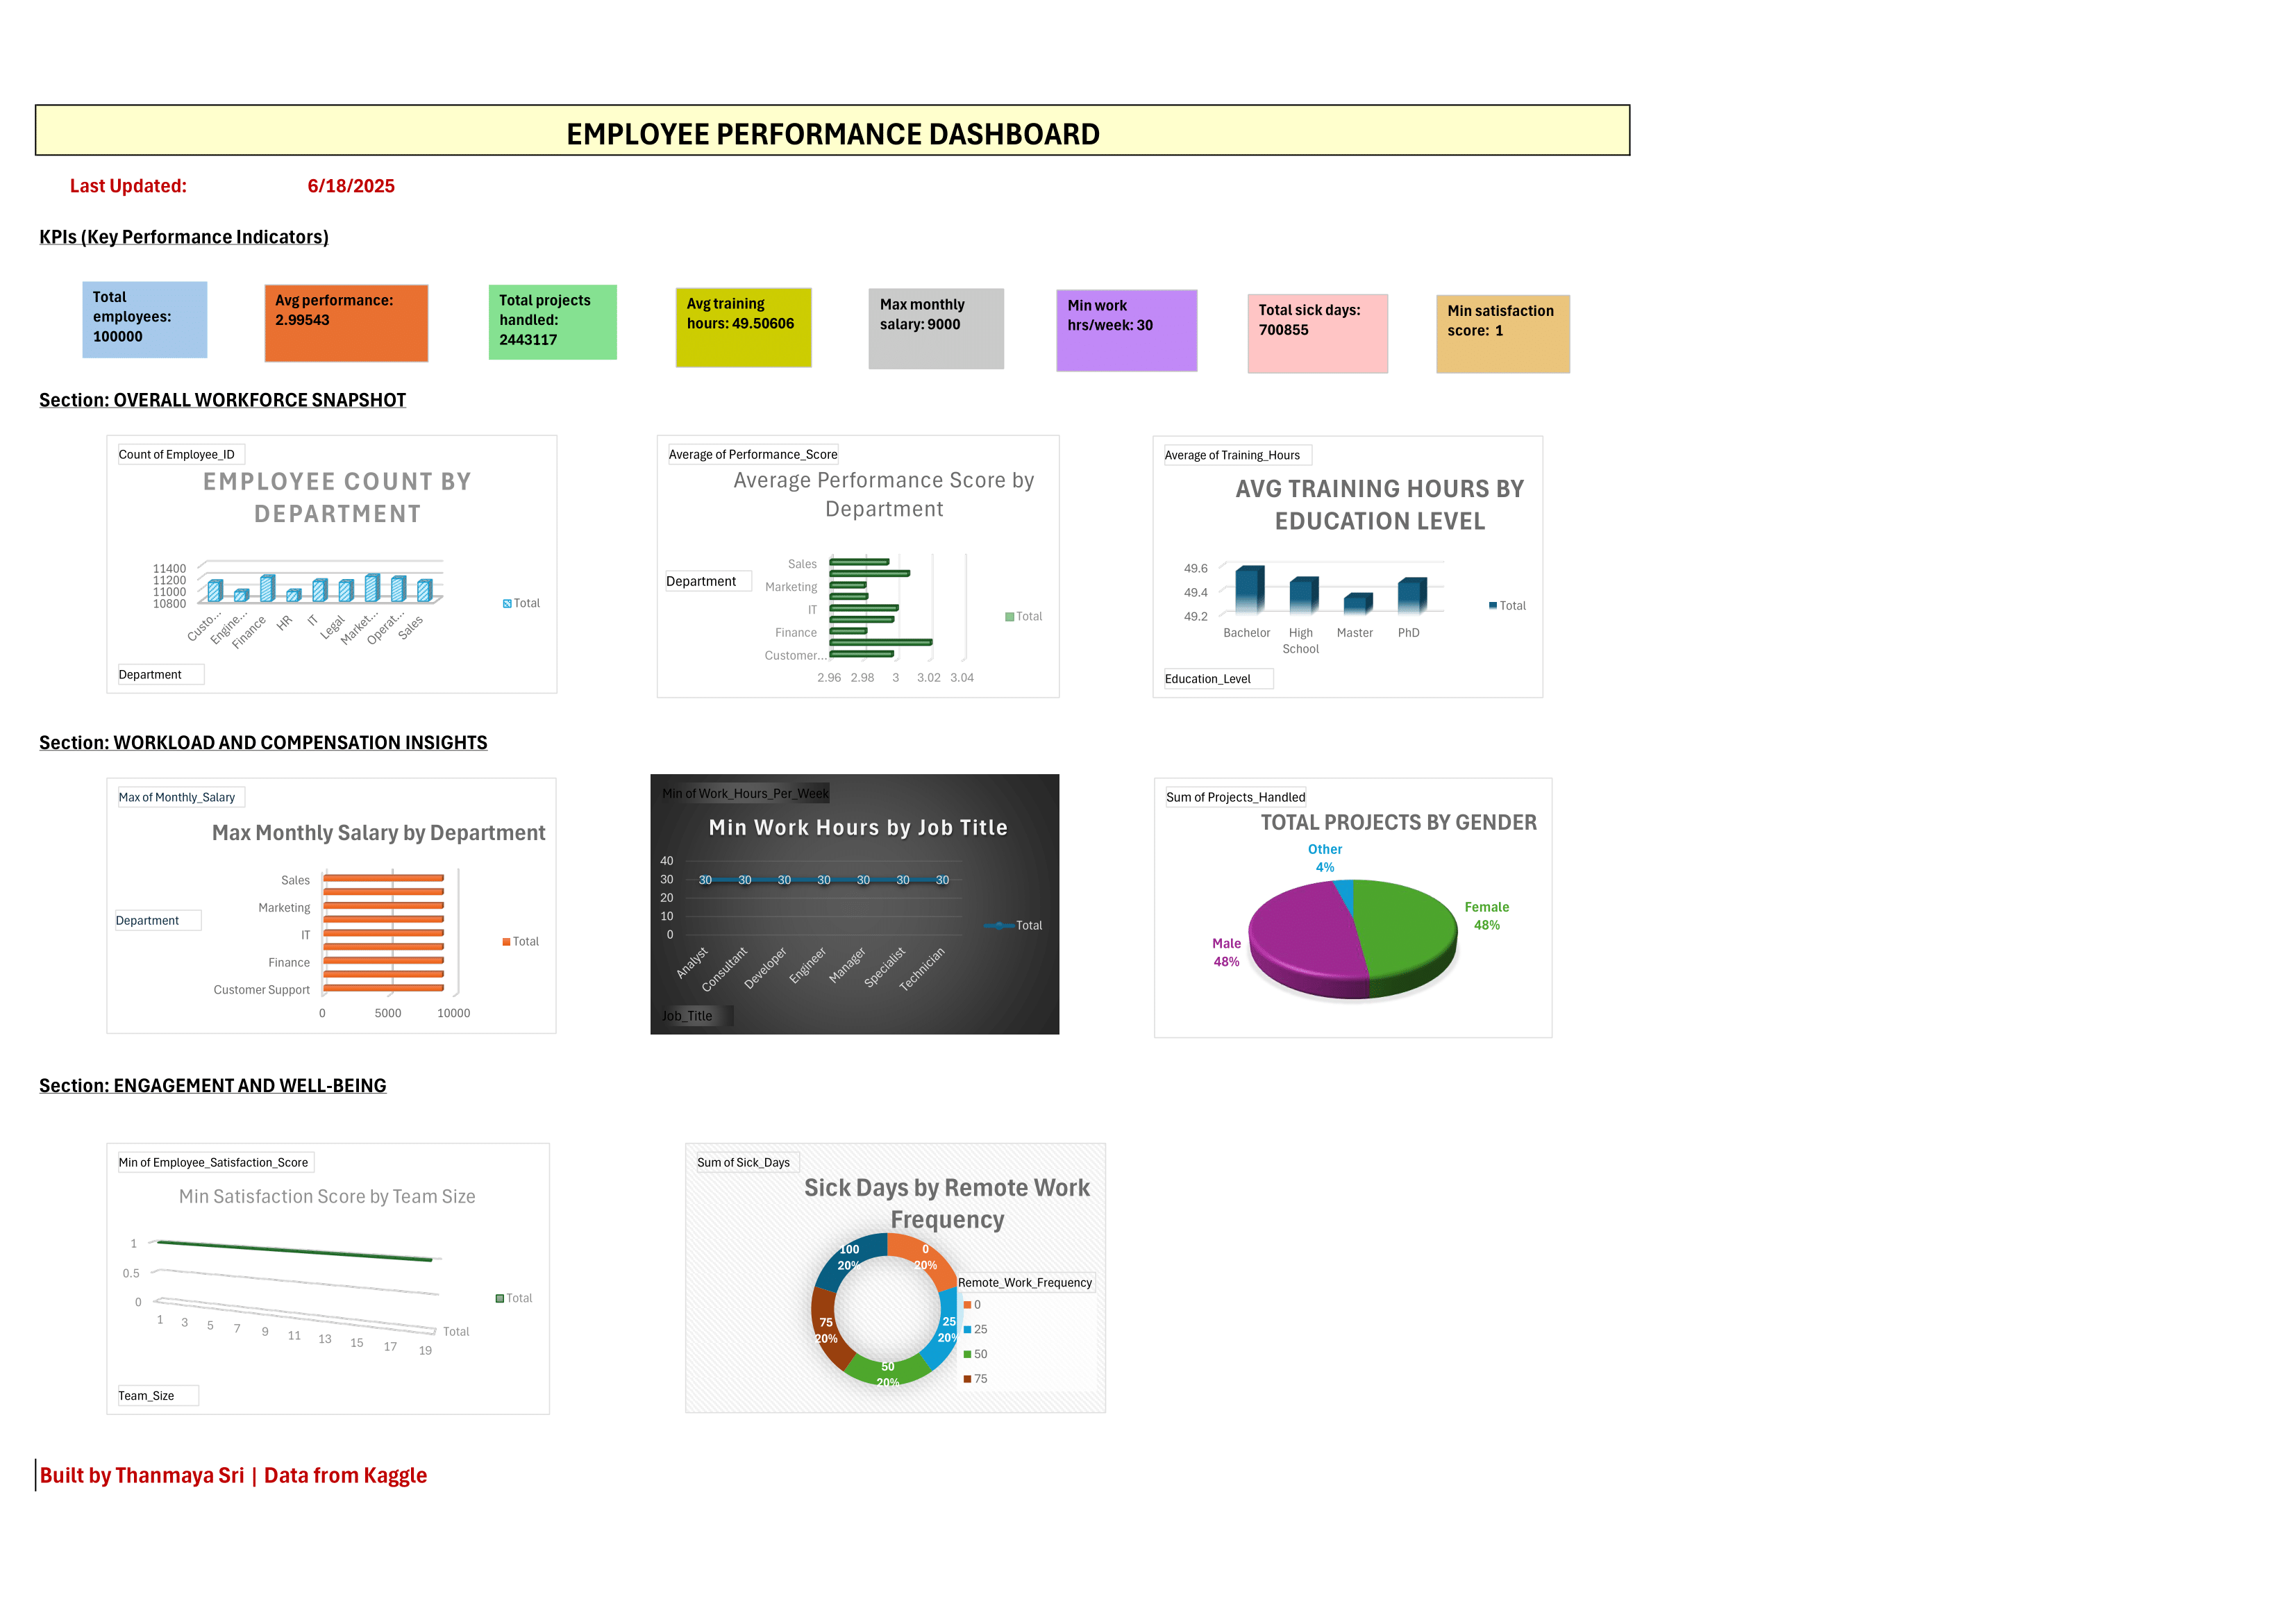 EMPLOYEE PERFORMANCE DASHBOARD
Last Updated: 6/18/2025
KPIs (Key Performance Indicators)
Total
employees:
100000
Avg performance:
2.99543
Total projects
handled:
2443117
Avg training
hours: 49.50606
Max monthly
salary: 9000
Min work
hrs/week: 30
Total sick days:
700855
Min satisfaction
score: 1
Section: OVERALL WORKFORCE SNAPSHOT
Count of Employee_ID
EMPLOYEE COUNT BY
DEPARTMENT
11400
11200
11000
10800
Custo...
Engine...
Finance
HR
IT
Legal
Market...
Operat...
Sales
Total
Department
Average of Performance_Score
Average Performance Score by
Department
Department
Sales
Marketing
IT
Finance
Customer...
2.96 2.98 3 3.02 3.04
Total
Average of Training_Hours
AVG TRAINING HOURS BY
EDUCATION LEVEL
49.6
49.4
49.2
Bachelor High Master PhD
School
Total
Education_Level
Section: WORKLOAD AND COMPENSATION INSIGHTS
Max of Monthly_Salary
Max Monthly Salary by Department
Department
Sales
Marketing
IT
Finance
Customer Support
0 5000 10000
Total
Min of Work_Hours_Per_Week
Min Work Hours by Job Title
40
30
20
10
0
30 30 30 30 30 30 30
Analyst
Consultant
Developer
Engineer
Manager
Specialist
Technician
Total
Job_Title
Sum of Projects_Handled
TOTAL PROJECTS BY GENDER
Other
4%
Female
48%
Male
48%
Section: ENGAGEMENT AND WELL-BEING
Min of Employee_Satisfaction_Score
Min Satisfaction Score by Team Size
1
0.5
0
1 3 5 7 9 11 13 15 17 19
Total
Total
Team_Size
Sum of Sick_Days
Sick Days by Remote Work
Frequency
100
20%
0
20%
25
20%
50
20%
75
20%
Remote_Work_Frequency
0
25
50
75
Built by Thanmaya Sri | Data from Kaggle